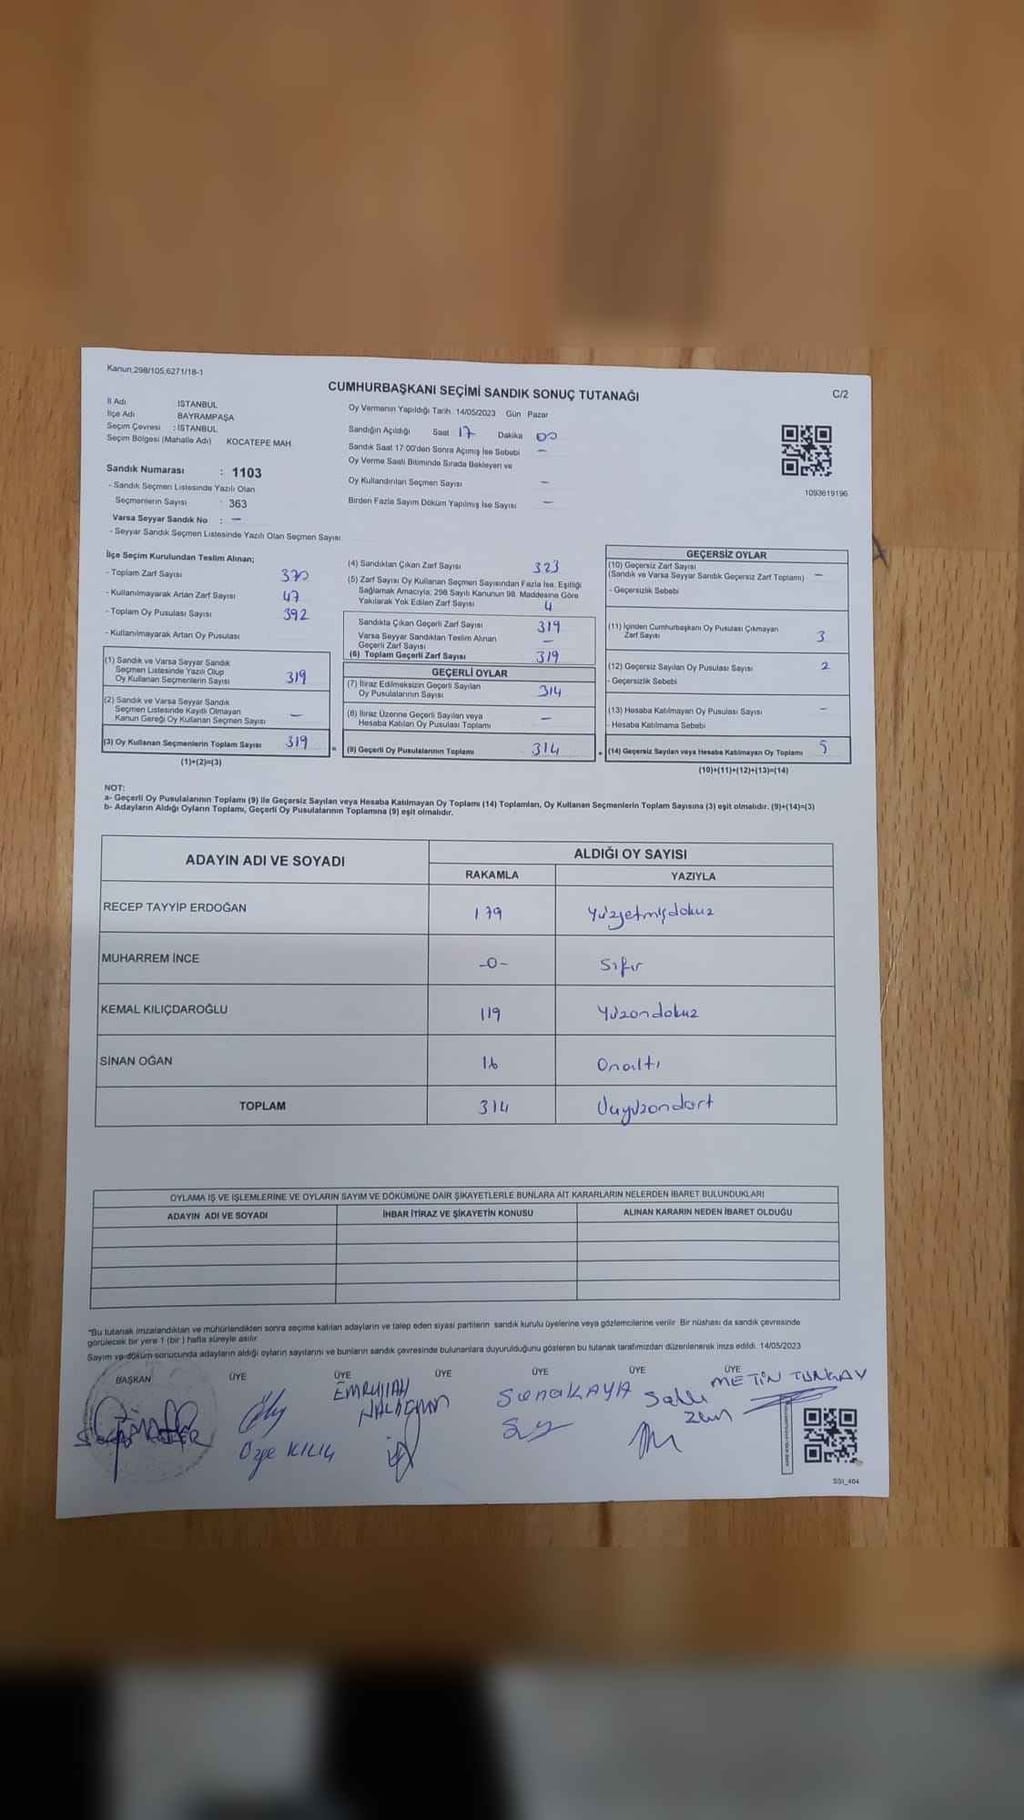 Kanun 298/105,6271/18-1
CUMHURBAŞKANI SEÇİMİ SANDIK SONUÇ TUTANAĞI
C/2
İl Adı İSTANBUL
İlçe Adı BAYRAMPAŞA
Seçim Çevresi : İSTANBUL
Seçim Bölgesi (Mahalle Adı) KOCATEPE MAH
Oy Vermenin Yapıldığı Tarih 14/05/2023 Gün Pazar
Sandığın Açıldığı Saat 17 Dakika 00
Sandık Saat 17:00'den Sonra Açılmış İse Sebebi –
Oy Verme Saati Bitiminde Sırada Bekleyen ve
Oy Kullandırılan Seçmen Sayısı –
Birden Fazla Sayım Döküm Yapılmış İse Sayısı –
1093619196
Sandık Numarası : 1103
- Sandık Seçmen Listesinde Yazılı Olan
Seçmenlerin Sayısı 363
Varsa Seyyar Sandık No : –
- Seyyar Sandık Seçmen Listesinde Yazılı Olan Seçmen Sayısı
İlçe Seçim Kurulundan Teslim Alınan;
- Toplam Zarf Sayısı 370
- Kullanılmayarak Artan Zarf Sayısı 47
- Toplam Oy Pusulası Sayısı 392
- Kullanılmayarak Artan Oy Pusulası
(1) Sandık ve Varsa Seyyar Sandık
Seçmen Listesinde Yazılı Olup
Oy Kullanan Seçmenlerin Sayısı 319
(2) Sandık ve Varsa Seyyar Sandık
Seçmen Listesinde Kayıtlı Olmayan
Kanun Gereği Oy Kullanan Seçmen Sayısı –
(3) Oy Kullanan Seçmenlerin Toplam Sayısı 319
(1)+(2)=(3)
(4) Sandıktan Çıkan Zarf Sayısı 323
(5) Zarf Sayısı Oy Kullanan Seçmen Sayısından Fazla İse, Eşitliği
Sağlamak Amacıyla; 298 Sayılı Kanunun 98. Maddesine Göre
Yakılarak Yok Edilen Zarf Sayısı 4
Sandıkta Çıkan Geçerli Zarf Sayısı 319
Varsa Seyyar Sandıktan Teslim Alınan
Geçerli Zarf Sayısı –
(6) Toplam Geçerli Zarf Sayısı 319
GEÇERLİ OYLAR
(7) İtiraz Edilmeksizin Geçerli Sayılan
Oy Pusulalarının Sayısı 314
(8) İtiraz Üzerine Geçerli Sayılan veya
Hesaba Katılan Oy Pusulası Toplamı –
(9) Geçerli Oy Pusulalarının Toplamı 314
GEÇERSİZ OYLAR
(10) Geçersiz Zarf Sayısı
(Sandık ve Varsa Seyyar Sandık Geçersiz Zarf Toplamı) –
- Geçersizlik Sebebi
(11) İçinden Cumhurbaşkanı Oy Pusulası Çıkmayan
Zarf Sayısı 3
(12) Geçersiz Sayılan Oy Pusulası Sayısı 2
- Geçersizlik Sebebi
(13) Hesaba Katılmayan Oy Pusulası Sayısı –
- Hesaba Katılmama Sebebi
(14) Geçersiz Sayılan veya Hesaba Katılmayan Oy Toplamı 5
(10)+(11)+(12)+(13)=(14)
NOT:
a- Geçerli Oy Pusulalarının Toplamı (9) ile Geçersiz Sayılan veya Hesaba Katılmayan Oy Toplamı (14) Toplamları, Oy Kullanan Seçmenlerin Toplam Sayısına (3) eşit olmalıdır. (9)+(14)=(3)
b- Adayların Aldığı Oyların Toplamı, Geçerli Oy Pusulalarının Toplamına (9) eşit olmalıdır.
ADAYIN ADI VE SOYADI
ALDIĞI OY SAYISI
RAKAMLA YAZIYLA
RECEP TAYYİP ERDOĞAN 179 Yüzyetmişdokuz
MUHARREM İNCE -0- Sıfır
KEMAL KILIÇDAROĞLU 119 Yüzondokuz
SİNAN OĞAN 16 Onaltı
TOPLAM 314 Üçyüzondört
OYLAMA İŞ VE İŞLEMLERİNE VE OYLARIN SAYIM VE DÖKÜMÜNE DAİR ŞİKAYETLERLE BUNLARA AİT KARARLARIN NELERDEN İBARET BULUNDUKLARI
ADAYIN ADI VE SOYADI İHBAR İTİRAZ VE ŞİKAYETİN KONUSU ALINAN KARARIN NEDEN İBARET OLDUĞU
"Bu tutanak imzalandıktan ve mühürlendikten sonra seçime katılan adayların ve talep eden siyasi partilerin sandık kurulu üyelerine veya gözlemcilerine verilir. Bir nüshası da sandık çevresinde
görülecek bir yere 1 (bir ) hafta süreyle asılır.
Sayım ve döküm sonucunda adayların aldığı oyların sayılarını ve bunların sandık çevresinde bulunanlara duyurulduğunu gösteren bu tutanak tarafımızdan düzenlenerek imza edildi. 14/05/2023
BAŞKAN ÜYE ÜYE ÜYE ÜYE ÜYE ÜYE
Özge KILIÇ
EMRULLAH
Sena KAYA
METİN TUNCAY
SGI_404